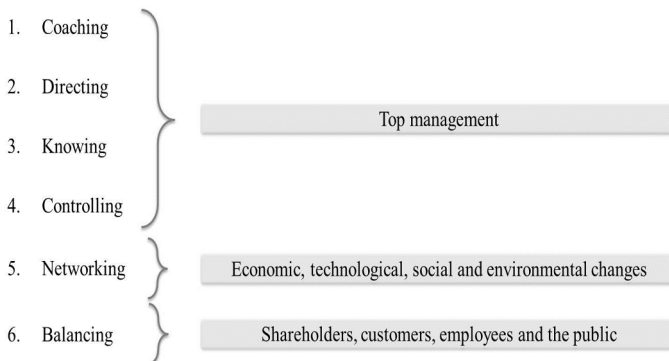 1. Coaching
2. Directing
Top management
3. Knowing
4. Controlling
5. Networking
Economic, technological, social and environmental changes
6. Balancing
Shareholders, customers, employees and the public